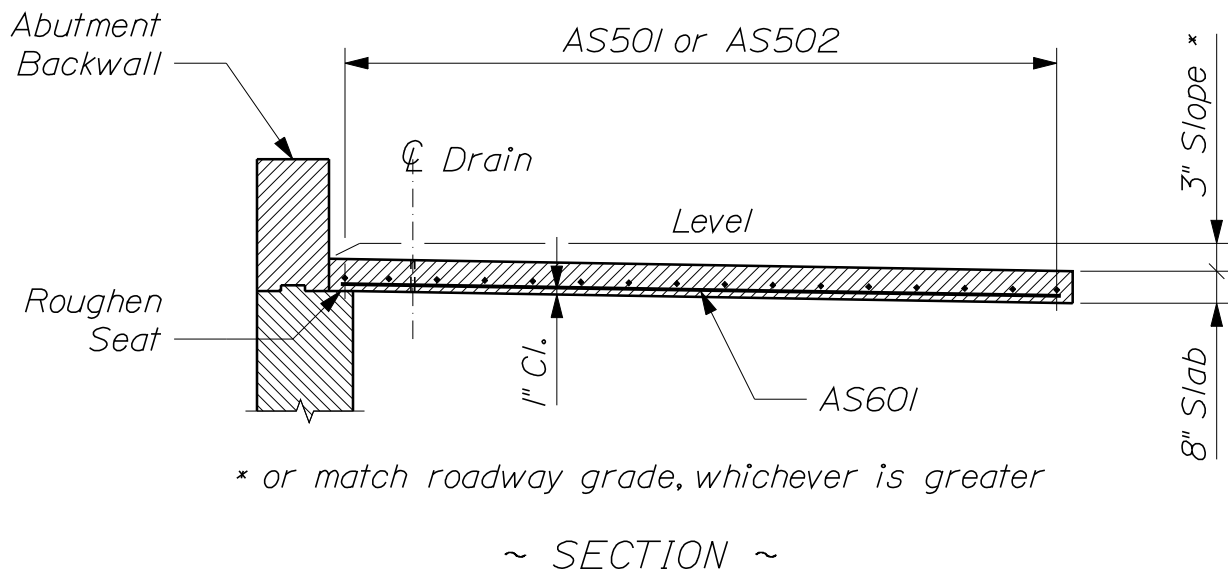 Abutment
Backwall
AS501 or AS502
3" Slope *
℄ Drain
Level
Roughen
Seat
1" Cl.
AS601
8" Slab
* or match roadway grade, whichever is greater
~ SECTION ~